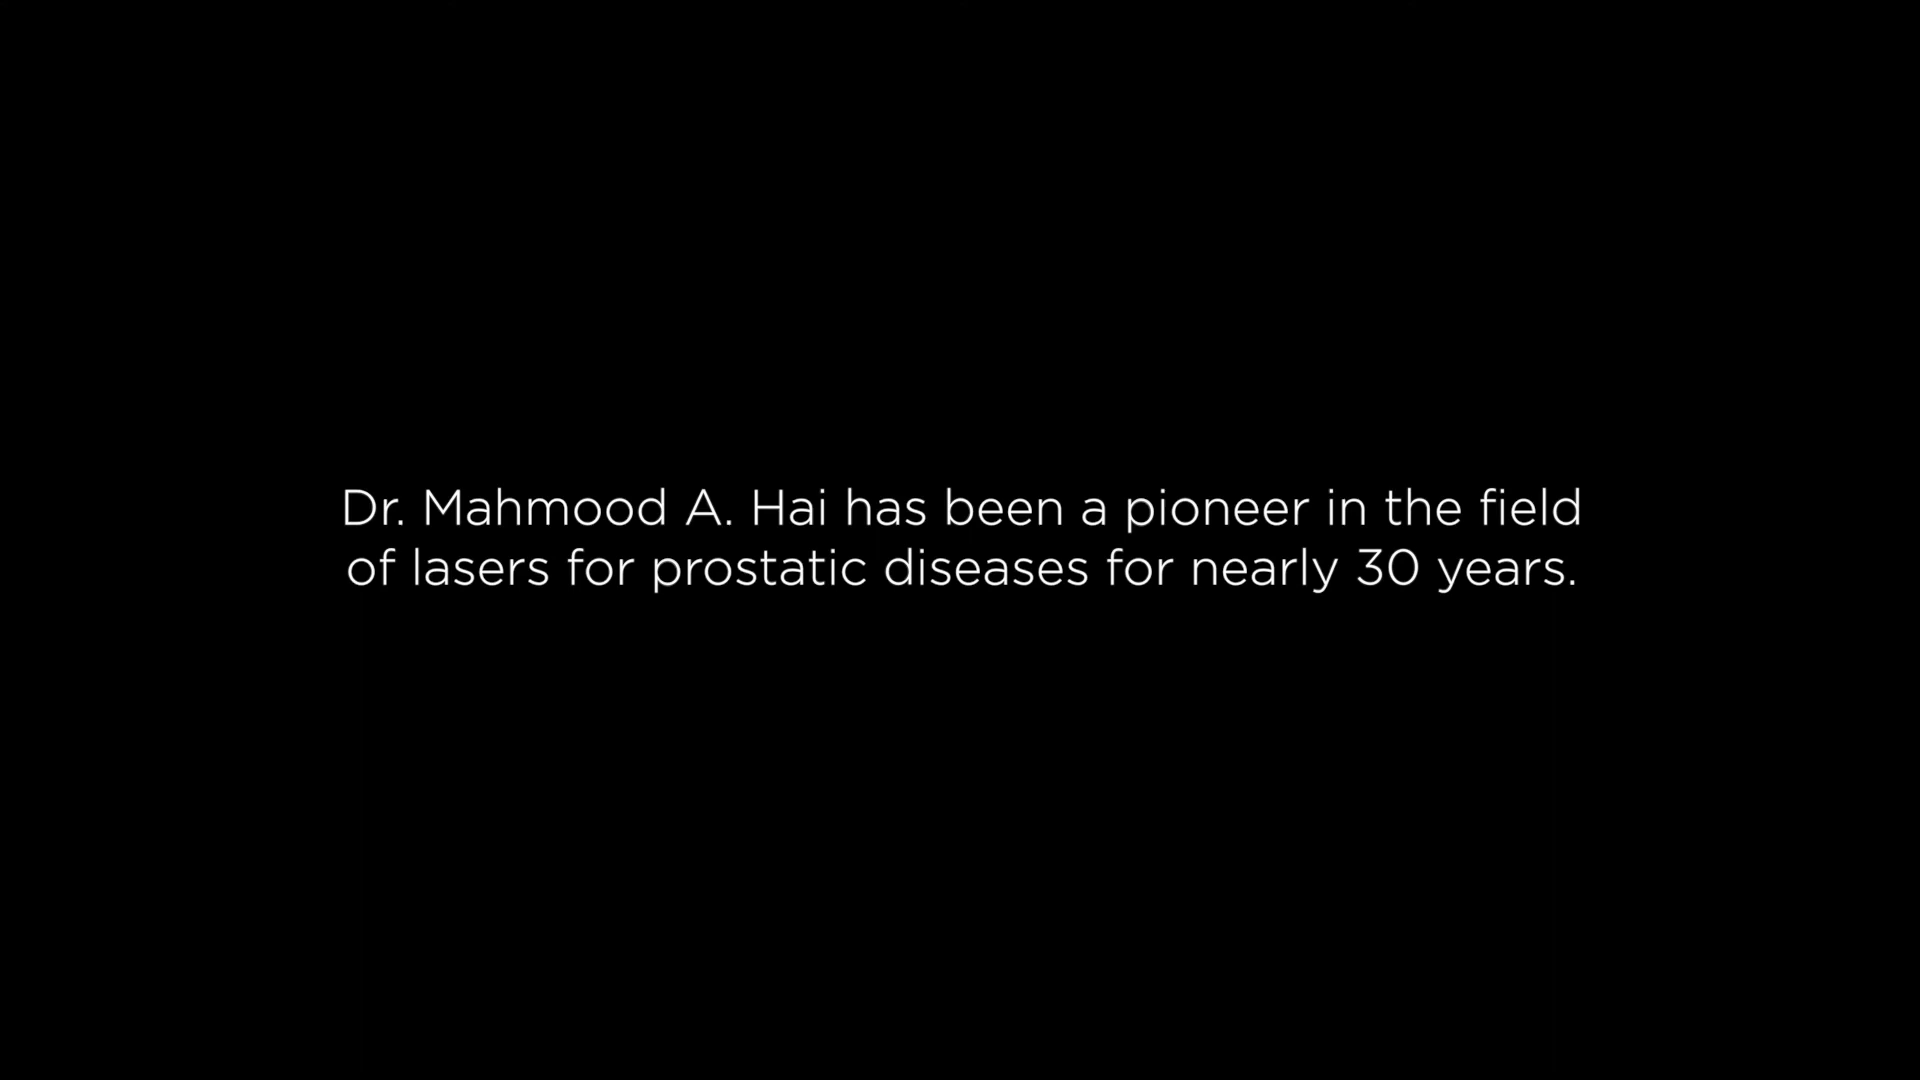 Dr. Mahmood A. Hai has been a pioneer in the field
of lasers for prostatic diseases for nearly 30 years.